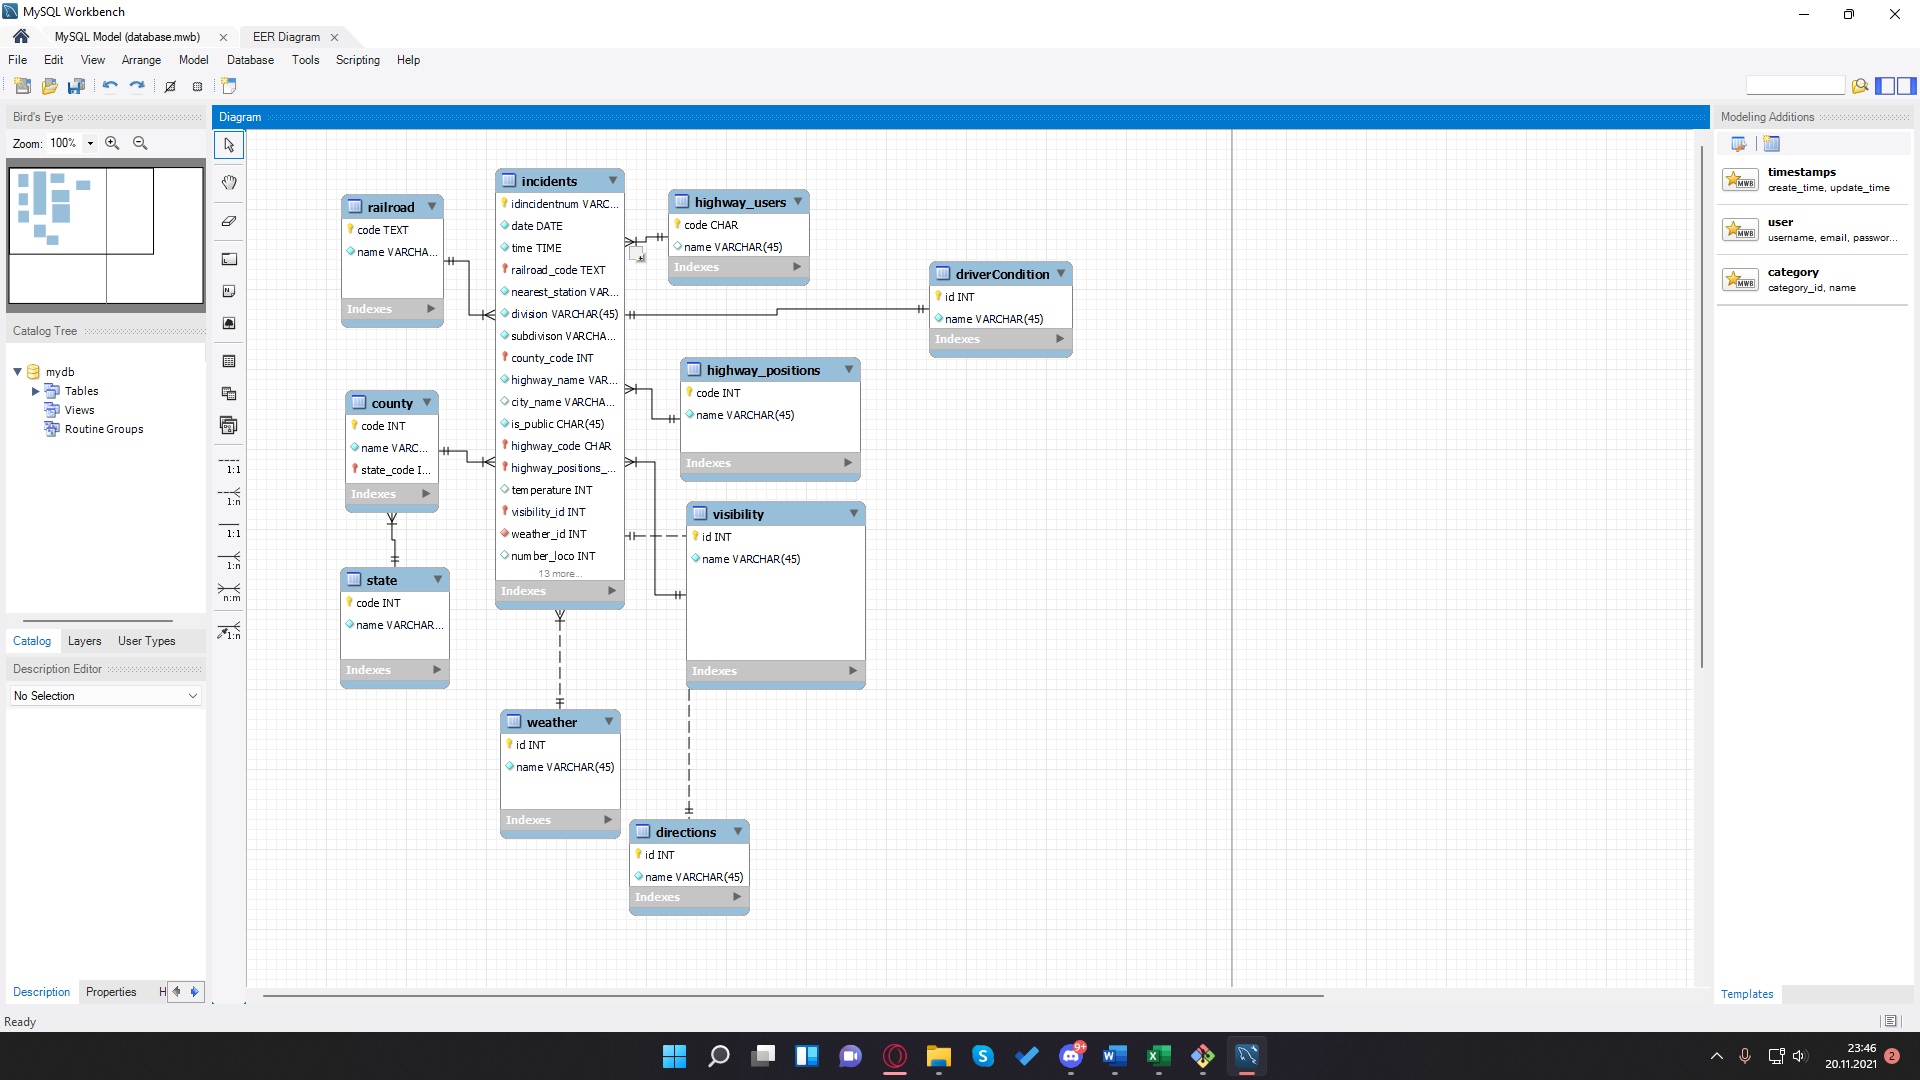 MySQL Workbench
MySQL Model (database.mwb)
EER Diagram
File Edit View Arrange Model Database Tools Scripting Help
Bird's Eye
Zoom: 100%
Catalog Tree
mydb
Tables
Views
Routine Groups
Catalog Layers User Types
Description Editor
No Selection
Description Properties H
Ready
1:1
1:n
1:1
1:n
n:m
1:n
Diagram
railroad
code TEXT
name VARCHA...
Indexes
county
code INT
name VARC...
state_code I...
Indexes
state
code INT
name VARCHAR...
Indexes
incidents
idincidentnum VARC...
date DATE
time TIME
railroad_code TEXT
nearest_station VAR...
division VARCHAR(45)
subdivison VARCHA...
county_code INT
highway_name VAR...
city_name VARCHA...
is_public CHAR(45)
highway_code CHAR
highway_positions_...
temperature INT
visibility_id INT
weather_id INT
number_loco INT
13 more...
Indexes
weather
id INT
name VARCHAR(45)
Indexes
highway_users
code CHAR
name VARCHAR(45)
Indexes
highway_positions
code INT
name VARCHAR(45)
Indexes
visibility
id INT
name VARCHAR(45)
Indexes
directions
id INT
name VARCHAR(45)
Indexes
driverCondition
id INT
name VARCHAR(45)
Indexes
Modeling Additions
MWB
timestamps
create_time, update_time
MWB
user
username, email, passwor...
MWB
category
category_id, name
Templates
9+
23:46
20.11.2021
2